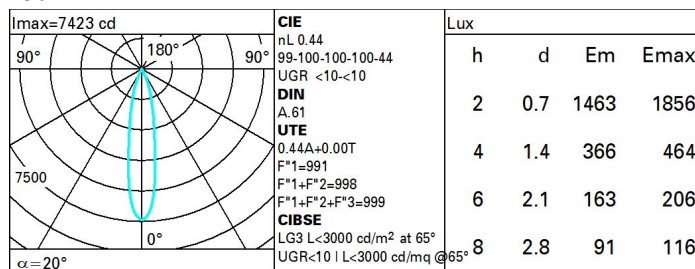 Imax=7423 cd
90°
180°
90°
7500
0°
α=20°
CIE
nL 0.44
99-100-100-100-44
UGR <10-<10
DIN
A.61
UTE
0.44A+0.00T
F"1=991
F"1+F"2=998
F"1+F"2+F"3=999
CIBSE
LG3 L<3000 cd/m² at 65°
UGR<10 | L<3000 cd/mq @65°
Lux
h d Em Emax
2 0.7 1463 1856
4 1.4 366 464
6 2.1 163 206
8 2.8 91 116